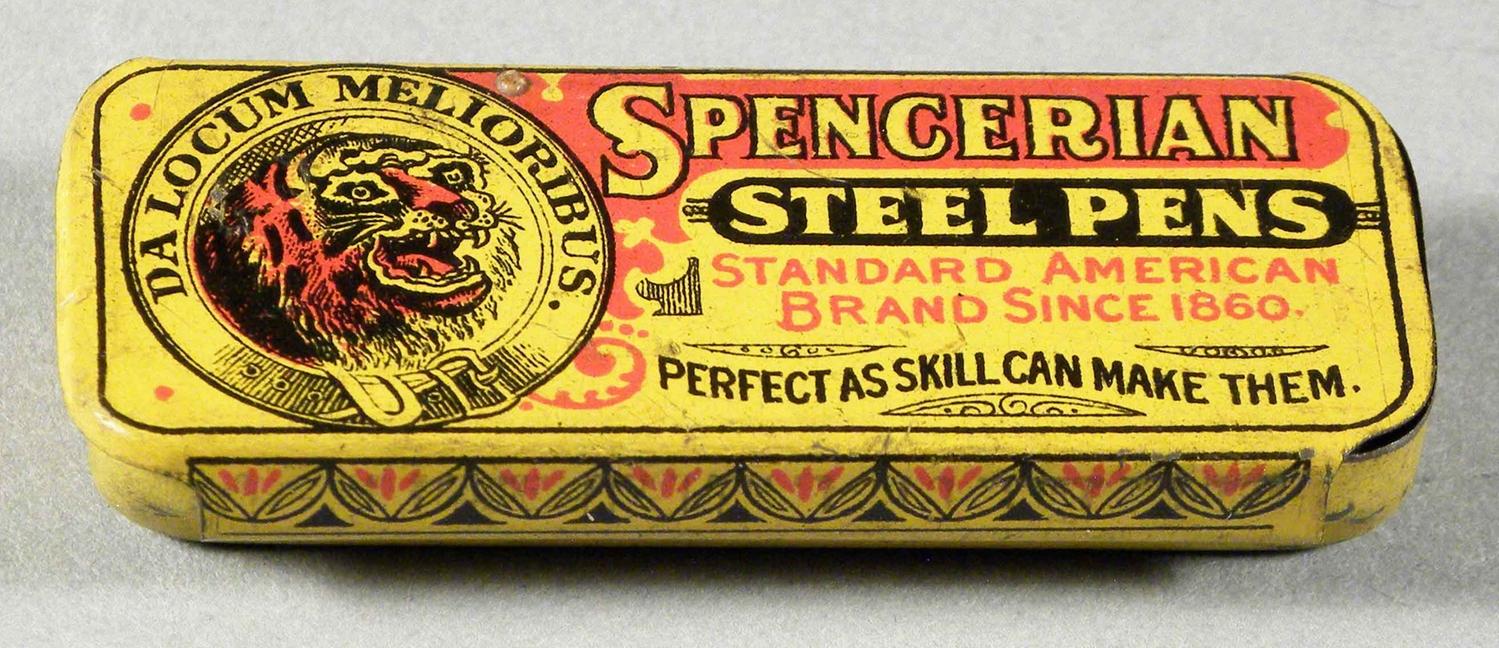 DA LOCUM MELIORIBUS.
SPENCERIAN
STEEL PENS
STANDARD AMERICAN
BRAND SINCE 1860.
PERFECT AS SKILL CAN MAKE THEM.